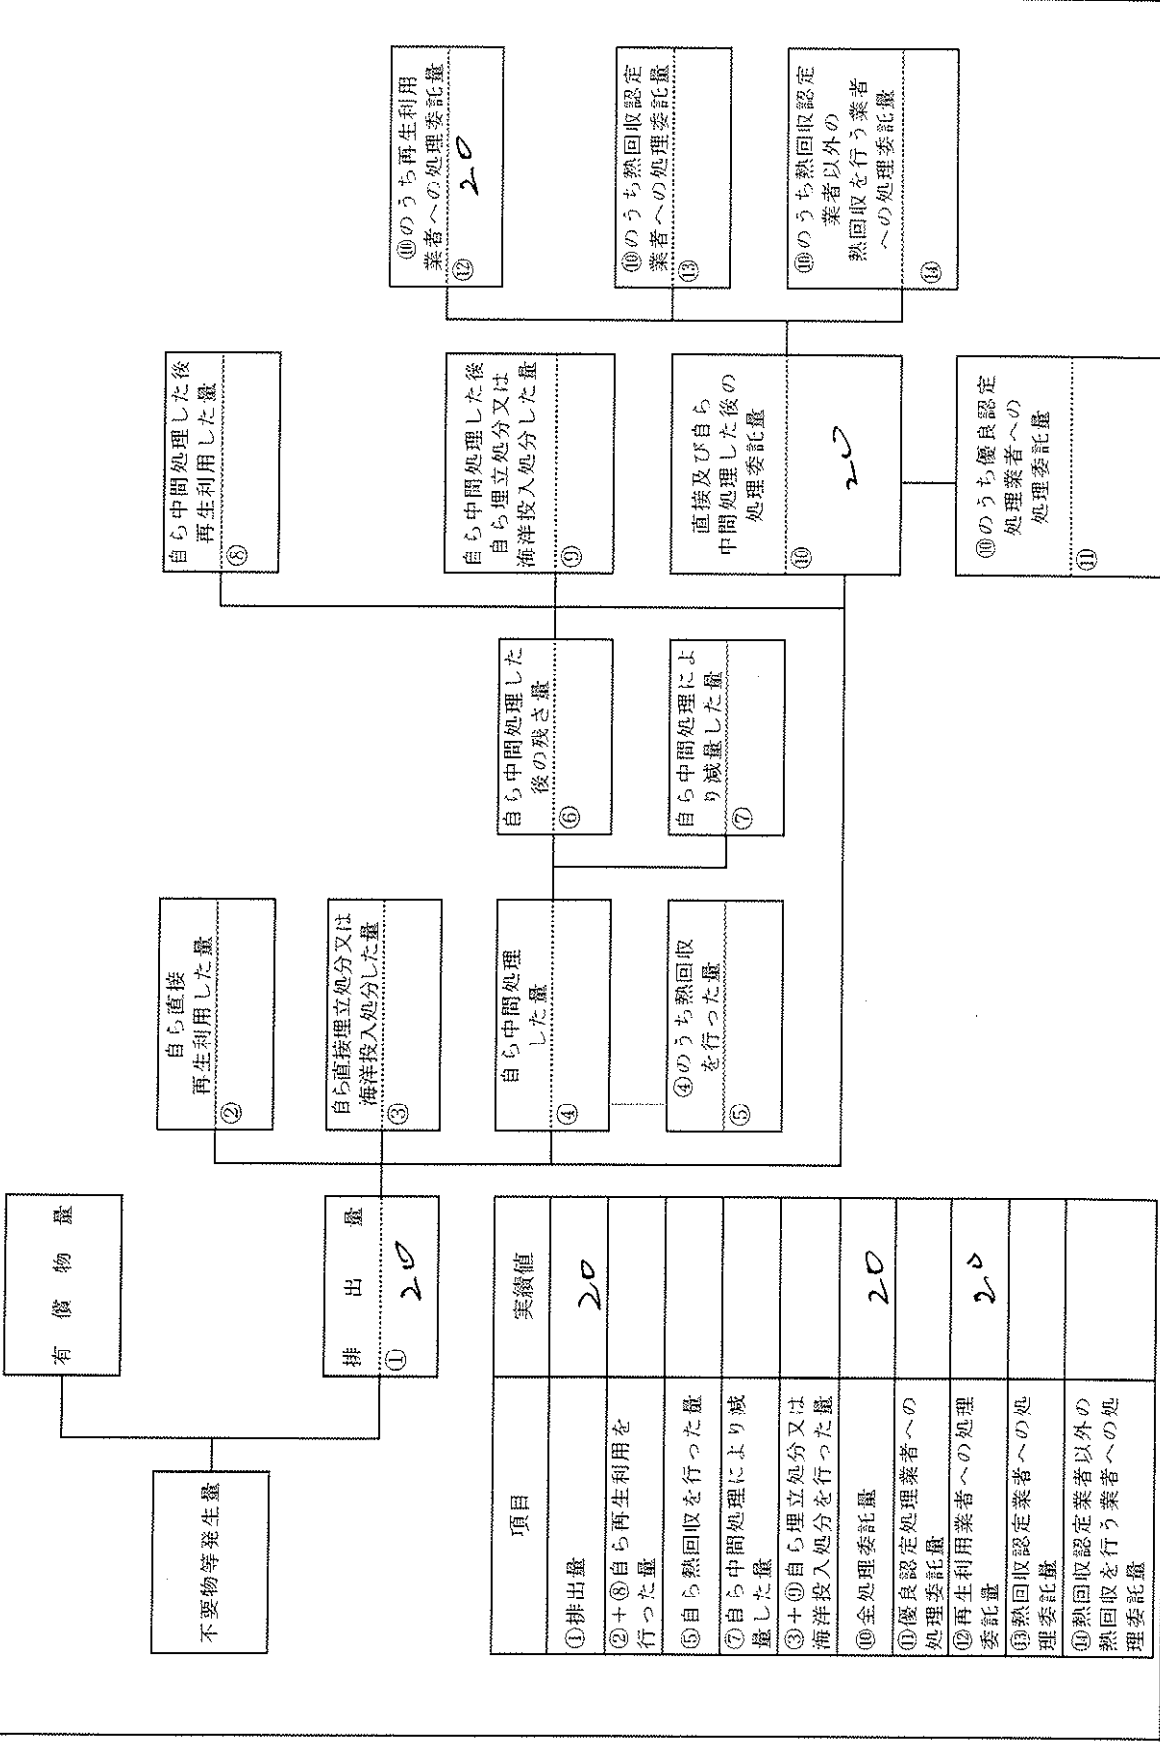 有償物量
不要物等発生量
排出量
①
20
自ら直接
再生利用した量
②
自ら直接埋立処分又は
海洋投入処分した量
③
自ら中間処理
した量
④
④のうち熱回収
を行った量
⑤
自ら中間処理した
後の残さ量
⑥
自ら中間処理によ
り減量した量
⑦
自ら中間処理した後
再生利用した量
⑧
自ら中間処理した後
自ら埋立処分又は
海洋投入処分した量
⑨
直接及び自ら
中間処理した後の
処理委託量
⑩
20
⑩のうち優良認定
処理業者への
処理委託量
⑪
⑩のうち再生利用
業者への処理委託量
⑫
20
⑩のうち熱回収認定
業者への処理委託量
⑬
⑩のうち熱回収認定
業者以外の
熱回収を行う業者
への処理委託量
⑭
項目 実績値
①排出量 20
②+⑧自ら再生利用を
行った量
⑤自ら熱回収を行った量
⑦自ら中間処理により減
量した量
③+⑨自ら埋立処分又は
海洋投入処分を行った量
⑩全処理委託量 20
⑪優良認定処理業者への
処理委託量
⑫再生利用業者への処理
委託量 20
⑬熱回収認定業者への処
理委託量
⑭熱回収認定業者以外の
熱回収を行う業者への処
理委託量